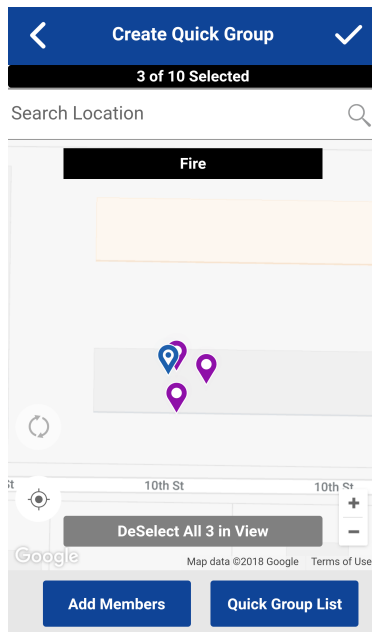 Create Quick Group
3 of 10 Selected
Search Location
Fire
St
10th St
10th St
+
−
DeSelect All 3 in View
Google
Map data ©2018 Google Terms of Use
Add Members
Quick Group List